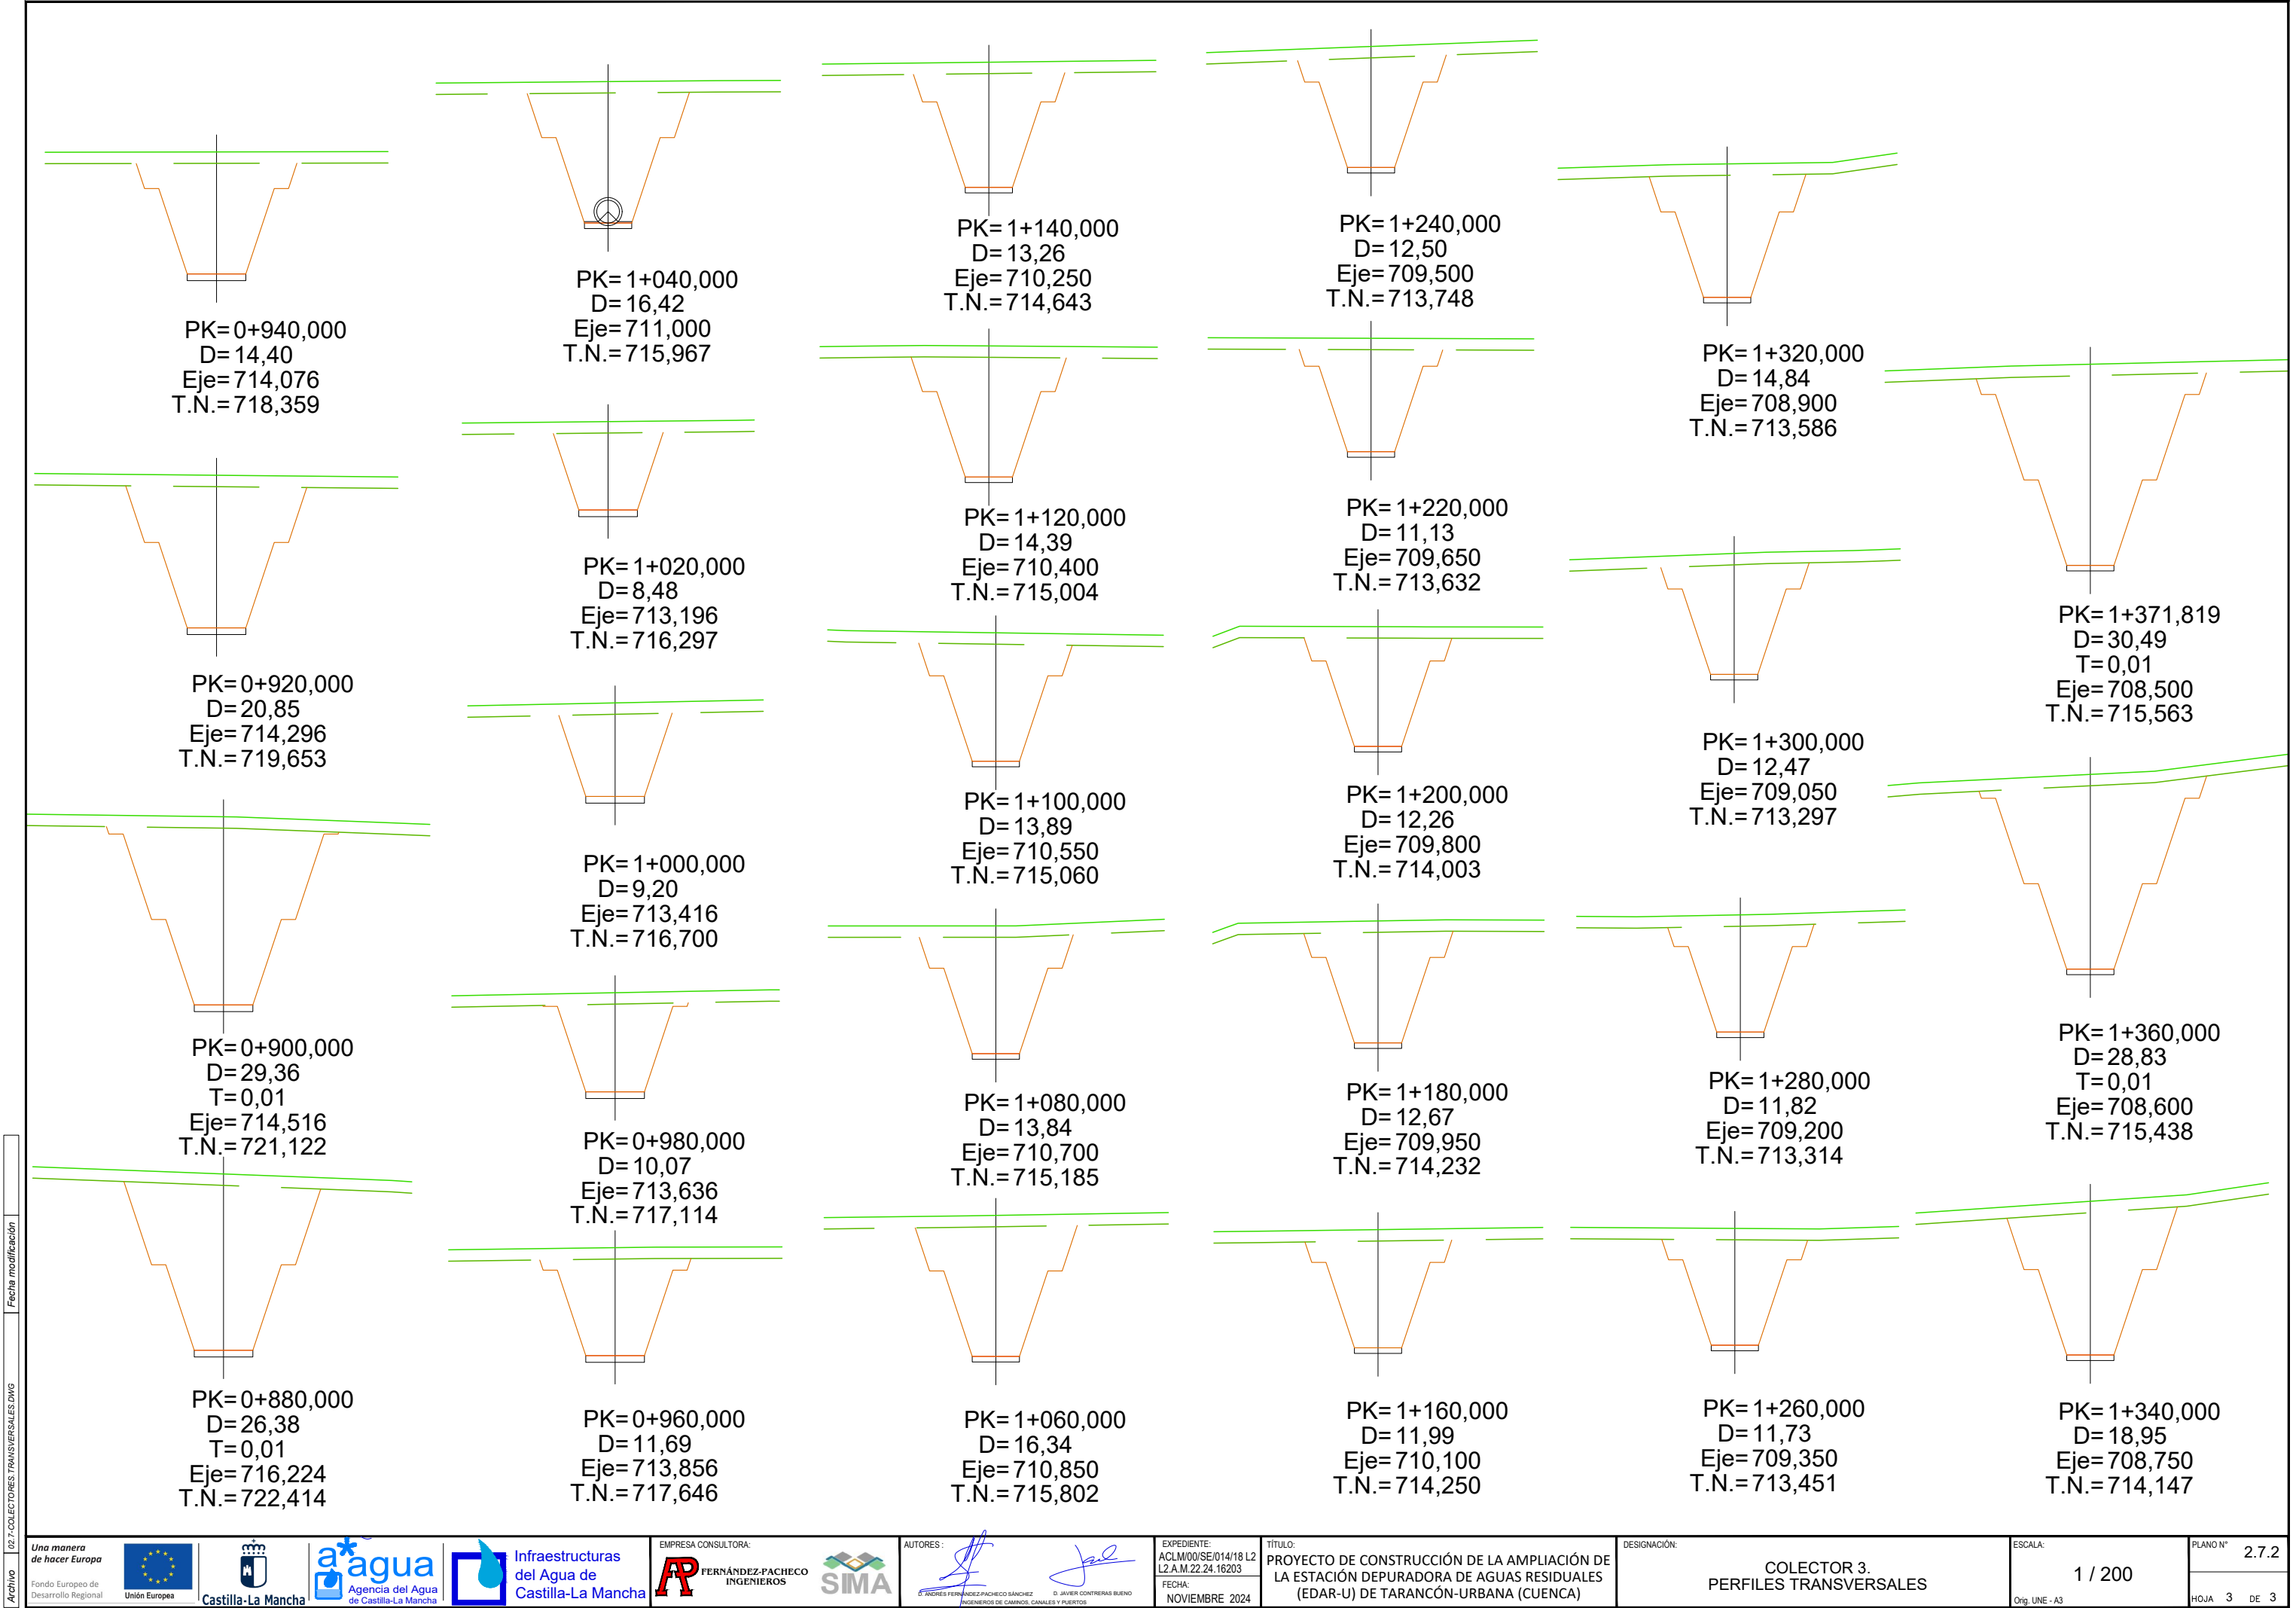 PK= 0+940,000
D= 14,40
Eje= 714,076
T.N.= 718,359
PK= 0+920,000
D= 20,85
Eje= 714,296
T.N.= 719,653
PK= 0+900,000
D= 29,36
T= 0,01
Eje= 714,516
T.N.= 721,122
PK= 0+880,000
D= 26,38
T= 0,01
Eje= 716,224
T.N.= 722,414
PK= 1+040,000
D= 16,42
Eje= 711,000
T.N.= 715,967
PK= 1+020,000
D= 8,48
Eje= 713,196
T.N.= 716,297
PK= 1+000,000
D= 9,20
Eje= 713,416
T.N.= 716,700
PK= 0+980,000
D= 10,07
Eje= 713,636
T.N.= 717,114
PK= 0+960,000
D= 11,69
Eje= 713,856
T.N.= 717,646
PK= 1+140,000
D= 13,26
Eje= 710,250
T.N.= 714,643
PK= 1+120,000
D= 14,39
Eje= 710,400
T.N.= 715,004
PK= 1+100,000
D= 13,89
Eje= 710,550
T.N.= 715,060
PK= 1+080,000
D= 13,84
Eje= 710,700
T.N.= 715,185
PK= 1+060,000
D= 16,34
Eje= 710,850
T.N.= 715,802
PK= 1+240,000
D= 12,50
Eje= 709,500
T.N.= 713,748
PK= 1+220,000
D= 11,13
Eje= 709,650
T.N.= 713,632
PK= 1+200,000
D= 12,26
Eje= 709,800
T.N.= 714,003
PK= 1+180,000
D= 12,67
Eje= 709,950
T.N.= 714,232
PK= 1+160,000
D= 11,99
Eje= 710,100
T.N.= 714,250
PK= 1+320,000
D= 14,84
Eje= 708,900
T.N.= 713,586
PK= 1+300,000
D= 12,47
Eje= 709,050
T.N.= 713,297
PK= 1+280,000
D= 11,82
Eje= 709,200
T.N.= 713,314
PK= 1+260,000
D= 11,73
Eje= 709,350
T.N.= 713,451
PK= 1+371,819
D= 30,49
T= 0,01
Eje= 708,500
T.N.= 715,563
PK= 1+360,000
D= 28,83
T= 0,01
Eje= 708,600
T.N.= 715,438
PK= 1+340,000
D= 18,95
Eje= 708,750
T.N.= 714,147
Fecha modificación
Archivo 02.7-COLECTORES.TRANSVERSALES.DWG
Una manera
de hacer Europa
Fondo Europeo de
Desarrollo Regional
Unión Europea
Castilla-La Mancha
a*agua
Agencia del Agua
de Castilla-La Mancha
Infraestructuras
del Agua de
Castilla-La Mancha
EMPRESA CONSULTORA:
FERNÁNDEZ-PACHECO
INGENIEROS
SIMA
AUTORES :
D. ANDRÉS FERNÁNDEZ-PACHECO SÁNCHEZ D. JAVIER CONTRERAS BUENO
INGENIEROS DE CAMINOS, CANALES Y PUERTOS
EXPEDIENTE:
ACLM/00/SE/014/18 L2
L2.A.M.22.24.16203
FECHA:
NOVIEMBRE 2024
TÍTULO:
PROYECTO DE CONSTRUCCIÓN DE LA AMPLIACIÓN DE
LA ESTACIÓN DEPURADORA DE AGUAS RESIDUALES
(EDAR-U) DE TARANCÓN-URBANA (CUENCA)
DESIGNACIÓN:
COLECTOR 3.
PERFILES TRANSVERSALES
ESCALA:
1 / 200
Orig. UNE - A3
PLANO Nº
2.7.2
HOJA 3 DE 3